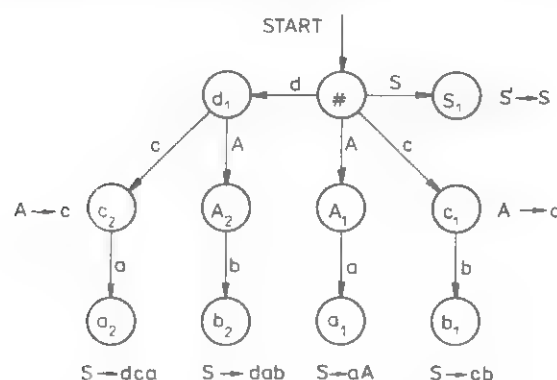 START
d₁ d # S S₁ S' → S
c A A c
A → c c₂ A₂ A₁ c₁ A → c
a b a b
a₂ b₂ a₁ b₁
S → dca S → dab S → aA S → cb